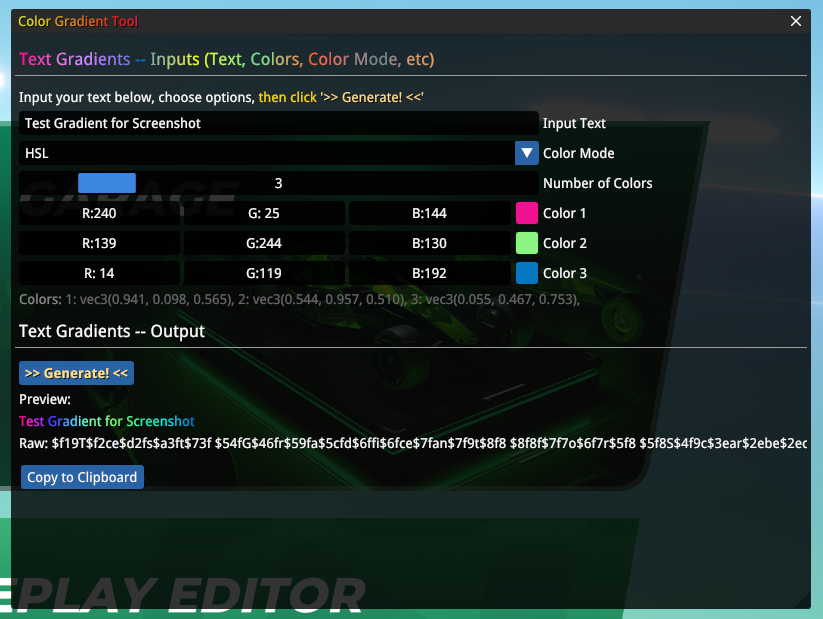 Color Gradient Tool
Text Gradients -- Inputs (Text, Colors, Color Mode, etc)
Input your text below, choose options, then click '>> Generate! <<'
Test Gradient for Screenshot Input Text
HSL Color Mode
3 Number of Colors
GARAGE
R:240 G: 25 B:144 Color 1
R:139 G:244 B:130 Color 2
R: 14 G:119 B:192 Color 3
Colors: 1: vec3(0.941, 0.098, 0.565), 2: vec3(0.544, 0.957, 0.510), 3: vec3(0.055, 0.467, 0.753),
Text Gradients -- Output
>> Generate! <<
Preview:
Test Gradient for Screenshot
Raw: $f19T$f2ce$d2fs$a3ft$73f $54fG$46fr$59fa$5cfd$6ffi$6fce$7fan$7f9t$8f8 $8f8f$7f7o$6f7r$5f8 $5f8S$4f9c$3ear$2ebe$2ec
Copy to Clipboard
EPLAY EDITOR